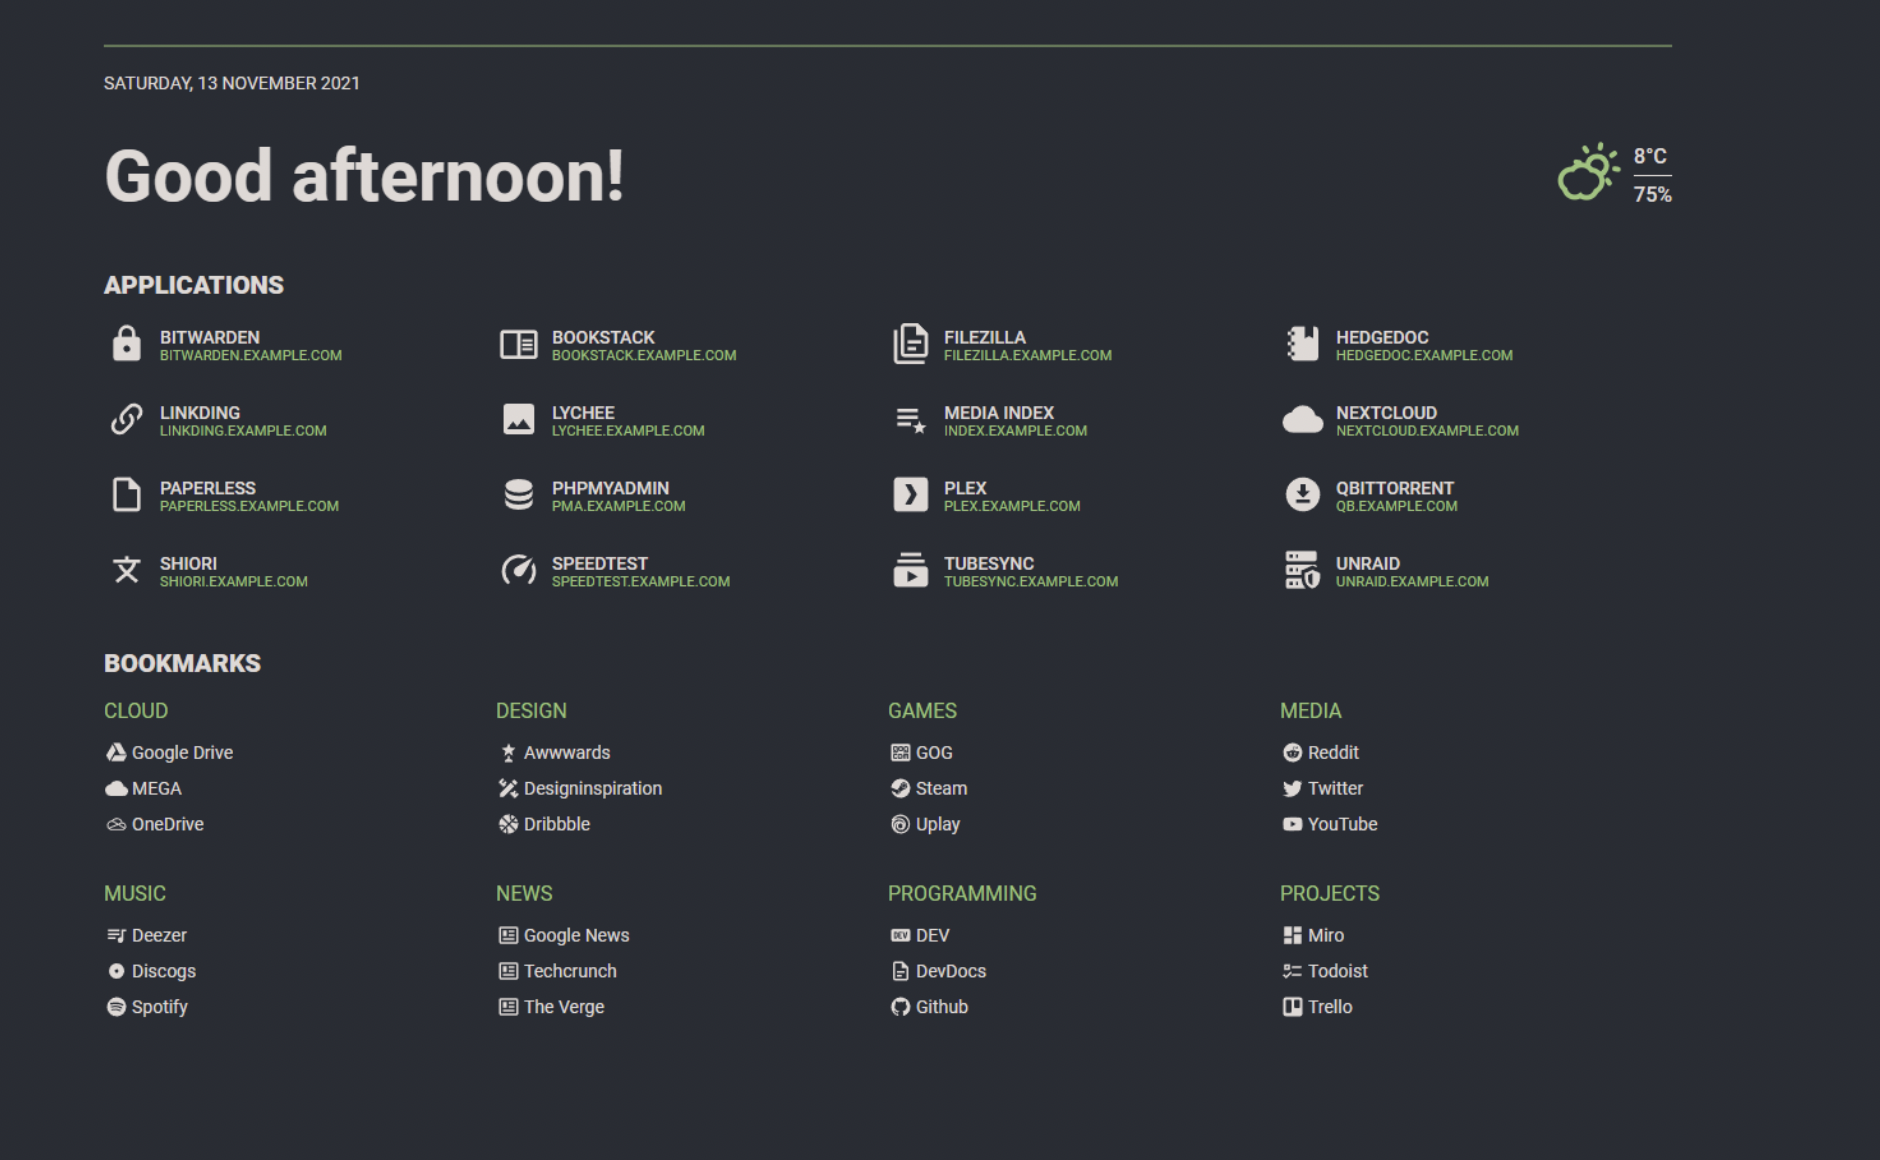 SATURDAY, 13 NOVEMBER 2021
Good afternoon!
8°C
75%
APPLICATIONS
BITWARDEN
BITWARDEN.EXAMPLE.COM
BOOKSTACK
BOOKSTACK.EXAMPLE.COM
FILEZILLA
FILEZILLA.EXAMPLE.COM
HEDGEDOC
HEDGEDOC.EXAMPLE.COM
LINKDING
LINKDING.EXAMPLE.COM
LYCHEE
LYCHEE.EXAMPLE.COM
MEDIA INDEX
INDEX.EXAMPLE.COM
NEXTCLOUD
NEXTCLOUD.EXAMPLE.COM
PAPERLESS
PAPERLESS.EXAMPLE.COM
PHPMYADMIN
PMA.EXAMPLE.COM
PLEX
PLEX.EXAMPLE.COM
QBITTORRENT
QB.EXAMPLE.COM
SHIORI
SHIORI.EXAMPLE.COM
SPEEDTEST
SPEEDTEST.EXAMPLE.COM
TUBESYNC
TUBESYNC.EXAMPLE.COM
UNRAID
UNRAID.EXAMPLE.COM
BOOKMARKS
CLOUD
Google Drive
MEGA
OneDrive
DESIGN
Awwwards
Designinspiration
Dribbble
GAMES
GOG
Steam
Uplay
MEDIA
Reddit
Twitter
YouTube
MUSIC
Deezer
Discogs
Spotify
NEWS
Google News
Techcrunch
The Verge
PROGRAMMING
DEV
DEV
DevDocs
Github
PROJECTS
Miro
Todoist
Trello